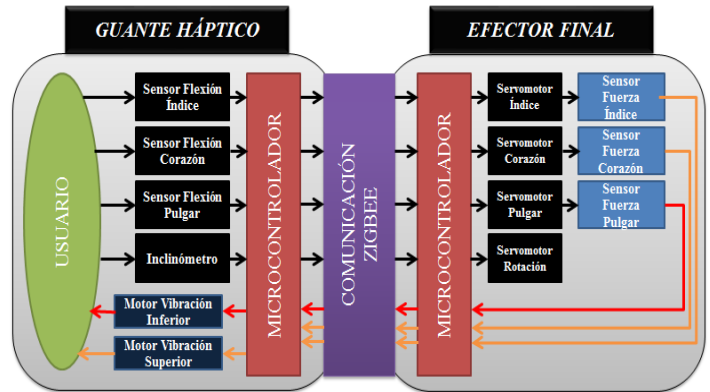 GUANTE HÁPTICO
EFECTOR FINAL
USUARIO
Sensor Flexión
Índice
Sensor Flexión
Corazón
Sensor Flexión
Pulgar
Inclinómetro
Motor Vibración
Inferior
Motor Vibración
Superior
MICROCONTROLADOR
COMUNICACIÓN
ZIGBEE
MICROCONTROLADOR
Servomotor
Índice
Servomotor
Corazón
Servomotor
Pulgar
Servomotor
Rotación
Sensor
Fuerza
Índice
Sensor
Fuerza
Corazón
Sensor
Fuerza
Pulgar